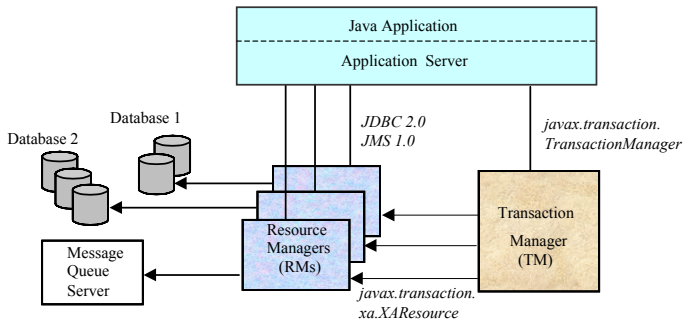 Java Application
Application Server
JDBC 2.0
JMS 1.0
javax.transaction.
TransactionManager
Database 1
Database 2
Resource
Managers
(RMs)
Transaction
Manager
(TM)
Message
Queue
Server
javax.transaction.
xa.XAResource